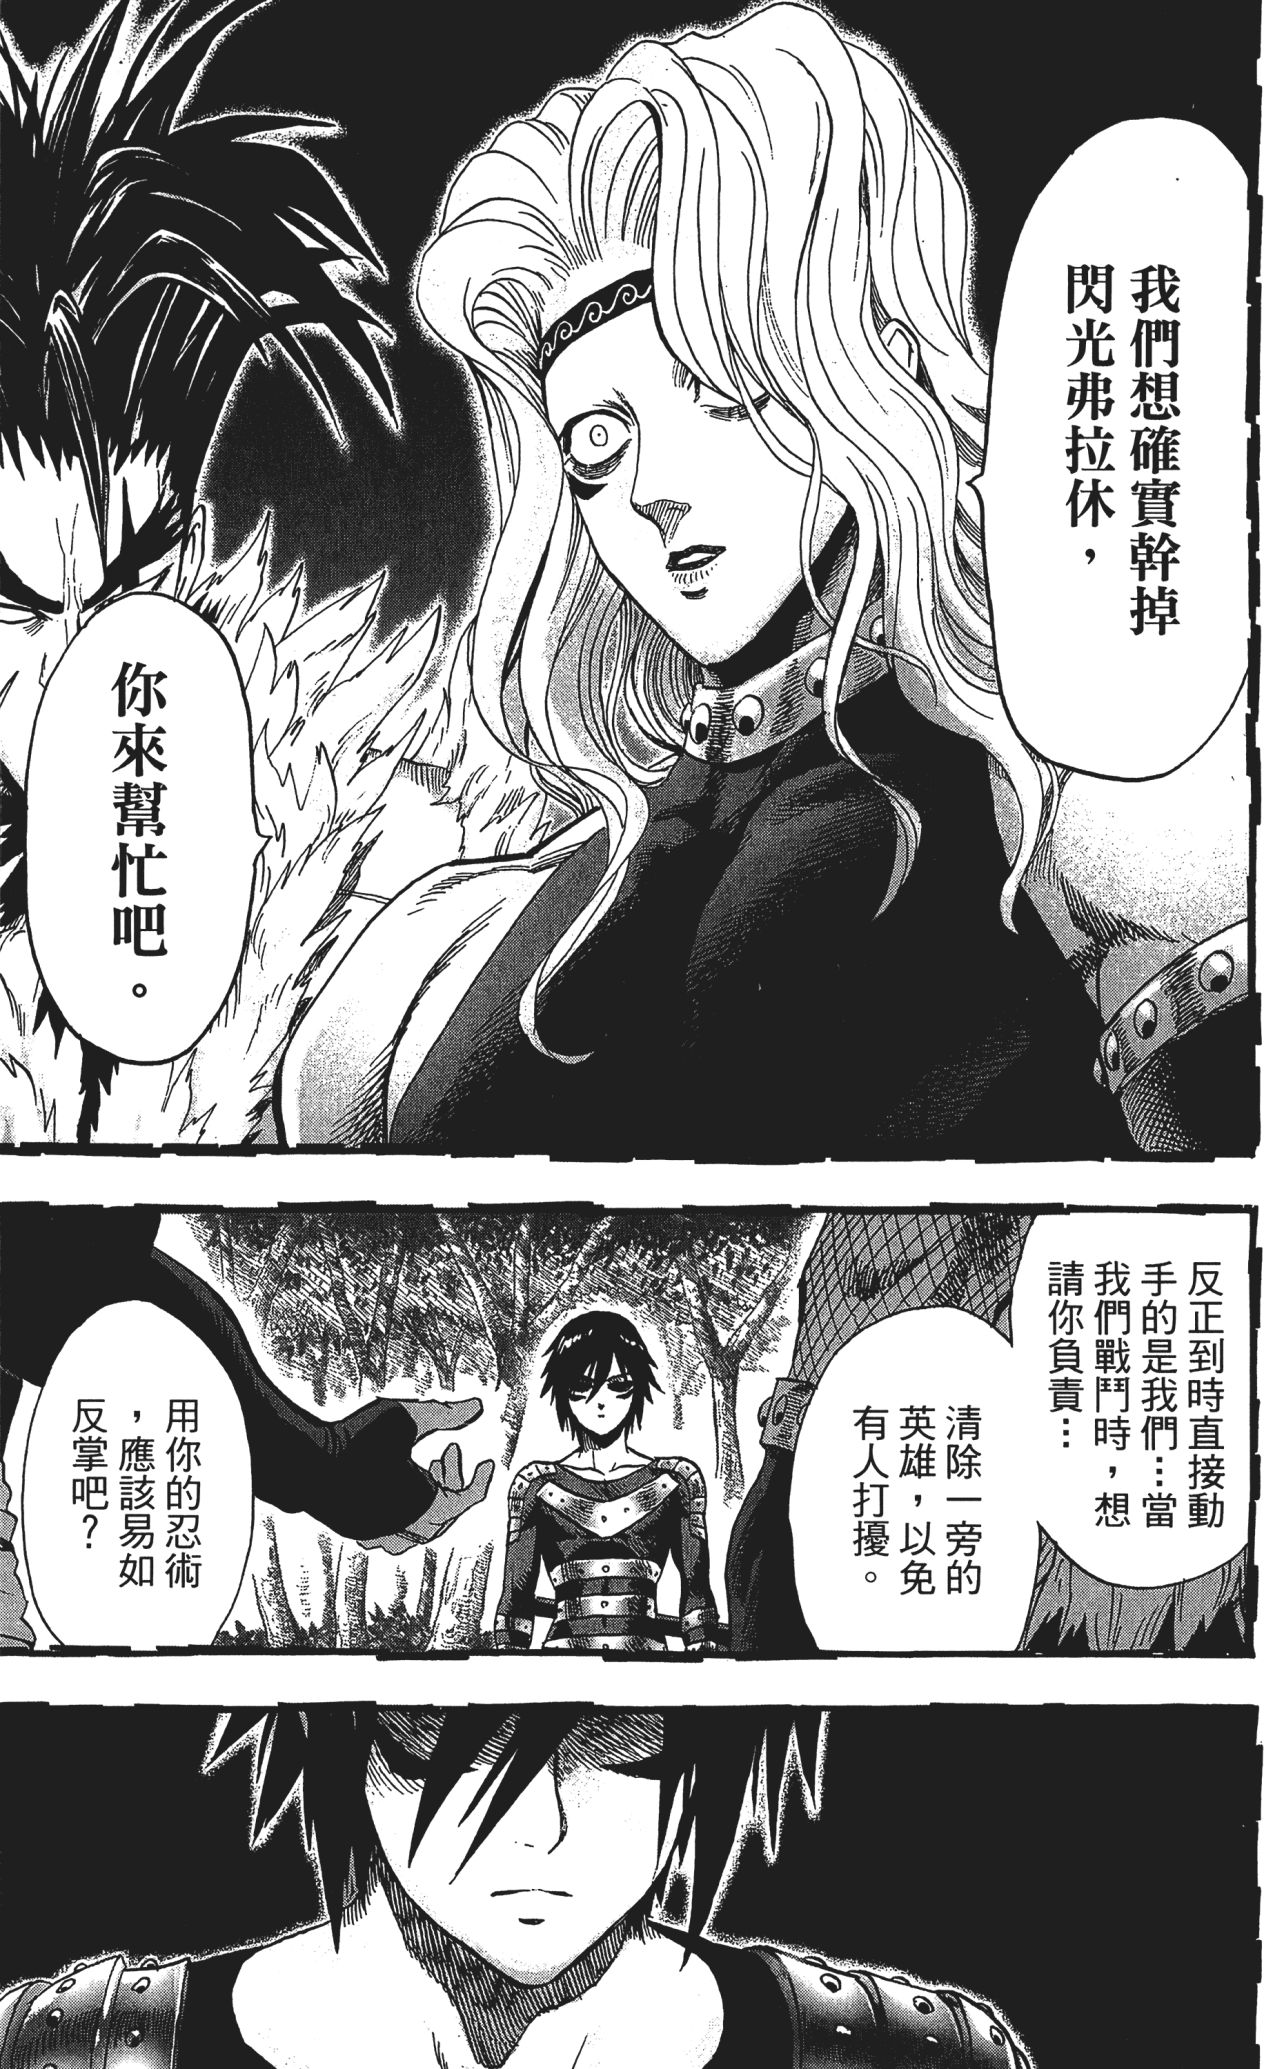 我們想確實幹掉
閃光弗拉休，
你來幫忙吧。
反正到時直接動
手的是我們…當
我們戰鬥時，想
請你負責…
清除一旁的
英雄，以免
有人打擾。
用你的忍術
，應該易如
反掌吧？